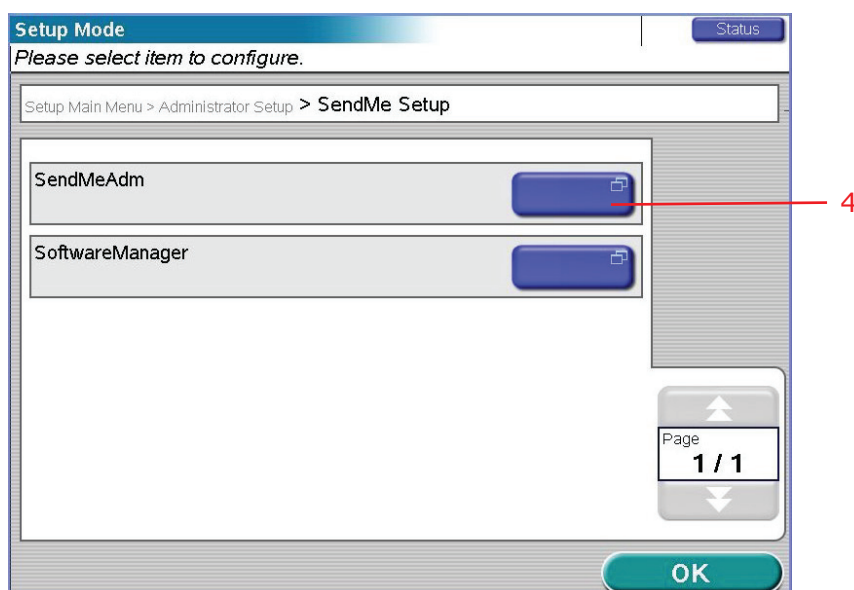 Setup Mode
Status
Please select item to configure.
Setup Main Menu > Administrator Setup > SendMe Setup
SendMeAdm
4
SoftwareManager
Page
1 / 1
OK